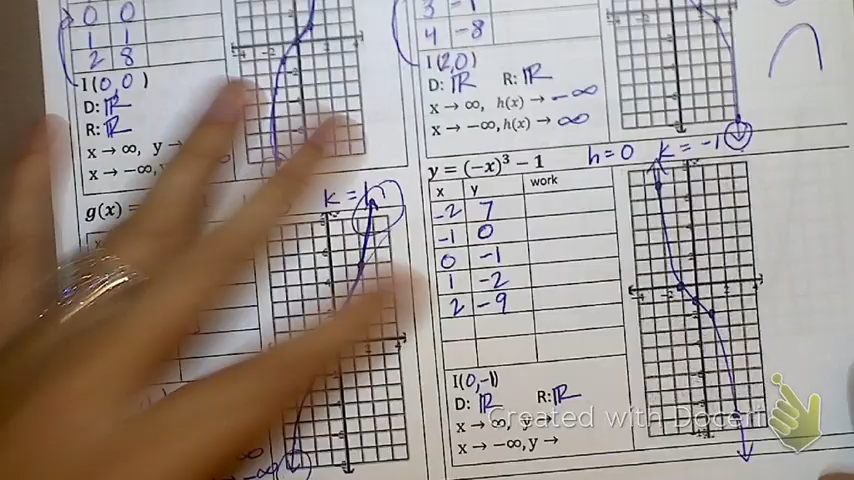 0 0
1 1
2 8
I(0,0)
D: ℝ
R: ℝ
x → ∞, y →
x → −∞,
k = 1
g(x) =
3 -1
4 -8
I(2,0)
D: ℝ R: ℝ
x → ∞, h(x) → -∞
x → −∞, h(x) → ∞
y = (−x)³ − 1 h=0 k=-1
x y work
-2 7
-1 0
0 -1
1 -2
2 -9
I(0,-1)
D: ℝ R: ℝ
x → ∞, y →
x → −∞, y →
Created with Doceri